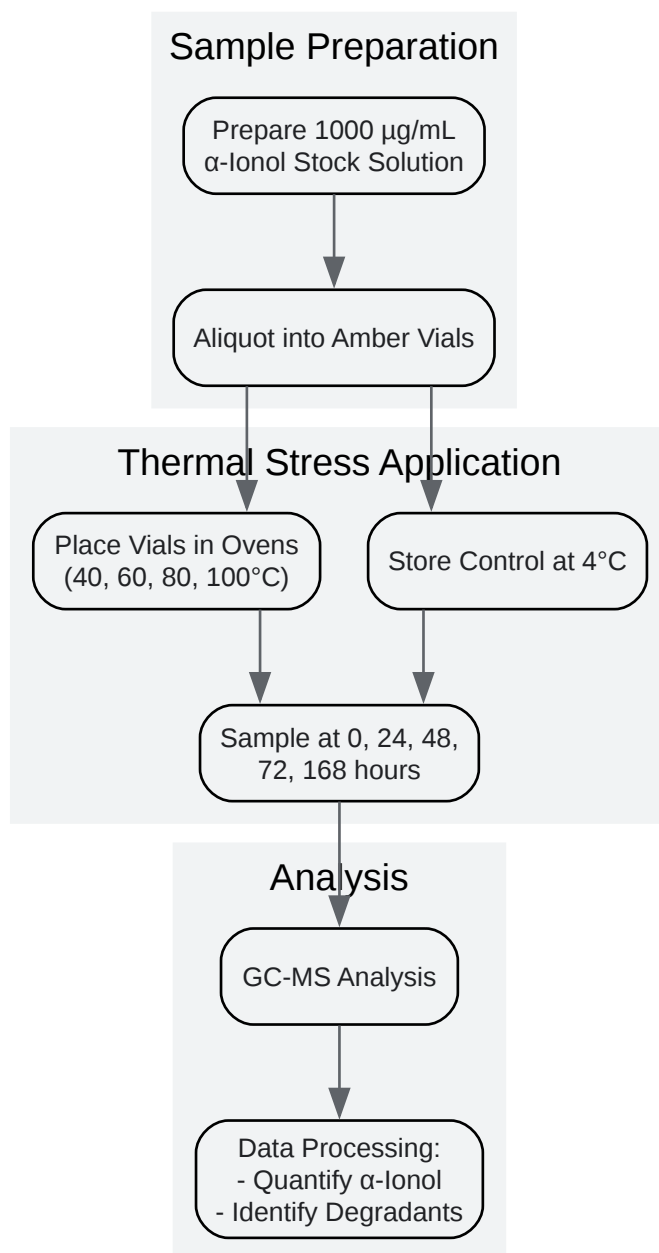 Sample Preparation
Prepare 1000 µg/mL
α-Ionol Stock Solution
Aliquot into Amber Vials
Thermal Stress Application
Place Vials in Ovens
(40, 60, 80, 100°C)
Store Control at 4°C
Sample at 0, 24, 48,
72, 168 hours
Analysis
GC-MS Analysis
Data Processing:
- Quantify α-Ionol
- Identify Degradants